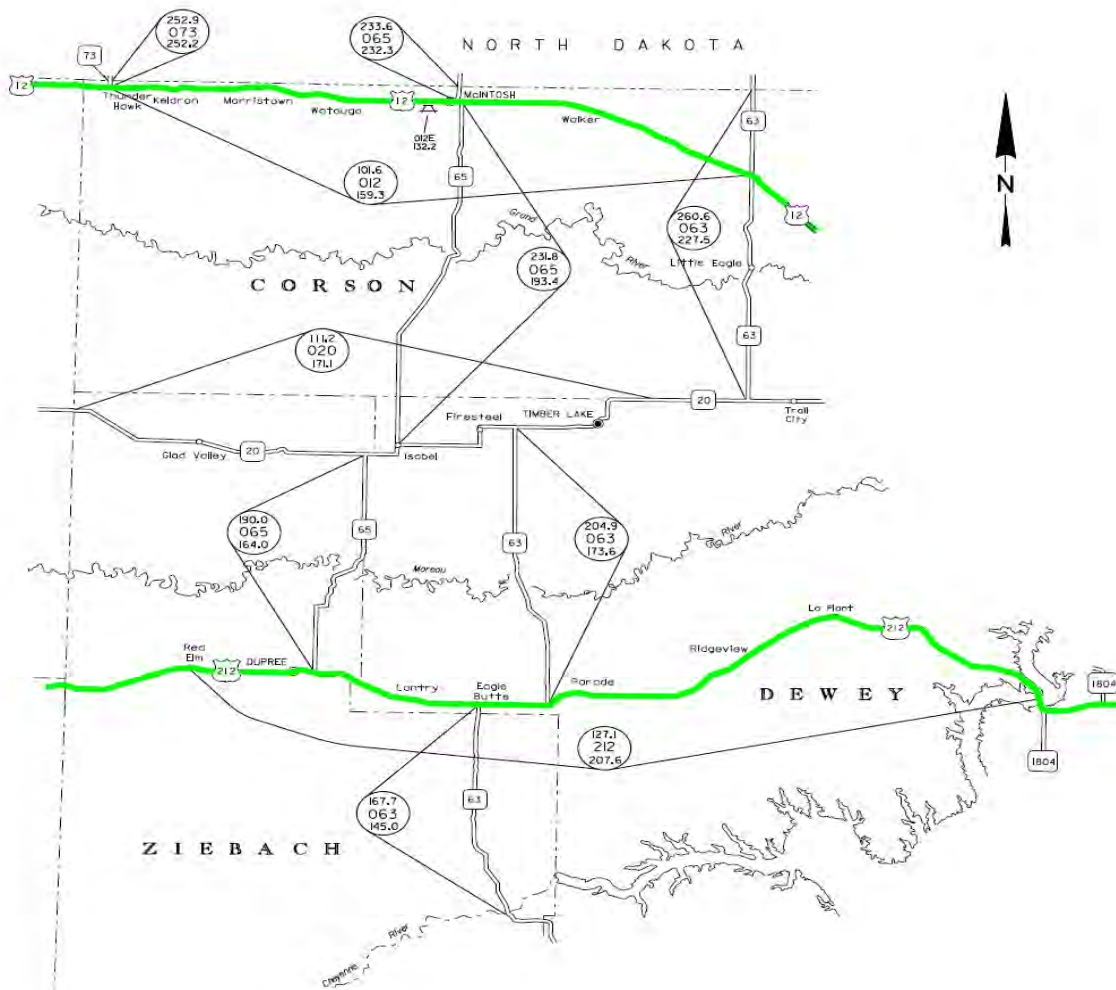 252.9
073
252.2
233.6
065
232.3
NORTH DAKOTA
73
12
Thunder
Hawk
Keldron
Morristown
Watauga
12
McINTOSH
Walker
63
012E
132.2
N
101.6
012
159.3
65
12
Grand
River
260.6
063
227.5
Little Eagle
231.8
065
193.4
CORSON
111.2
020
171.1
63
20
Trail
City
Firesteel
TIMBER LAKE
Glad Valley
20
Isabel
190.0
065
164.0
65
63
204.9
063
173.6
River
Moreau
La Plant
212
Red
Elm
DUPREE
212
Ridgeview
Lantry
Eagle
Butte
Parade
DEWEY
1804
127.1
212
207.6
1804
167.7
063
145.0
63
ZIEBACH
Cheyenne
River